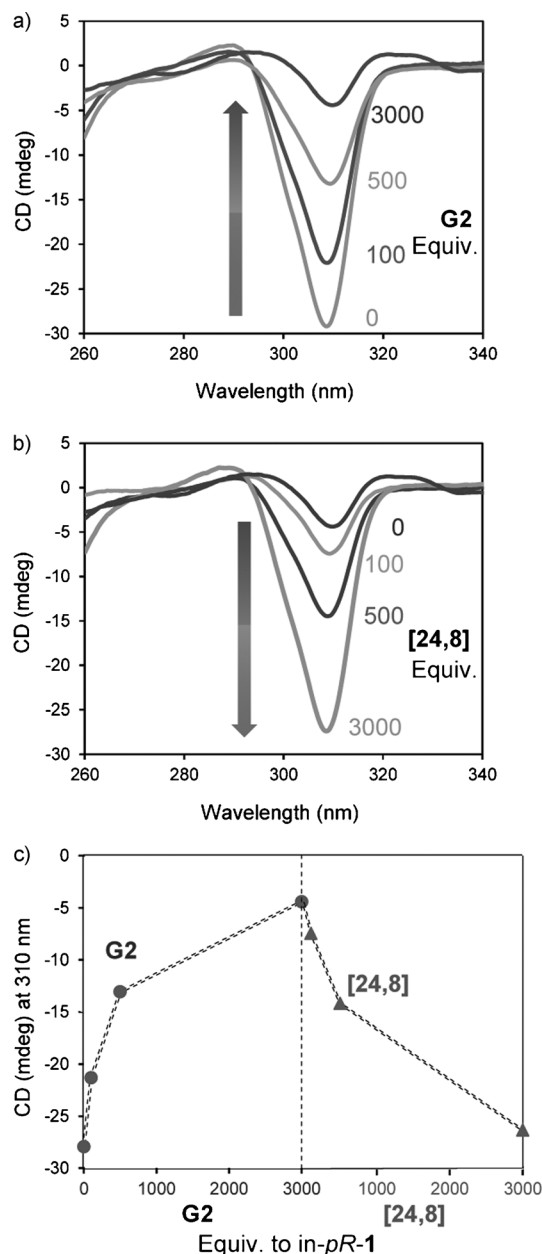 a)
5
0
-5
-10
-15
-20
-25
-30
CD (mdeg)
3000
500
G2
100 Equiv.
0
260 280 300 320 340
Wavelength (nm)
b)
5
0
-5
-10
-15
-20
-25
-30
CD (mdeg)
0
100
500
[24,8]
Equiv.
3000
260 280 300 320 340
Wavelength (nm)
c)
0
-5
-10
-15
-20
-25
-30
CD (mdeg) at 310 nm
G2
[24,8]
0 1000 2000 3000 1000 2000 3000
G2 [24,8]
Equiv. to in-pR-1